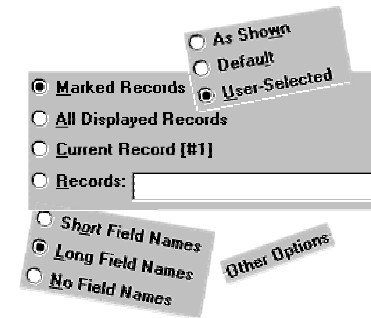 As Shown
Default
User-Selected
Marked Records
All Displayed Records
Current Record [#1]
Records:
Short Field Names
Long Field Names
No Field Names
Other Options